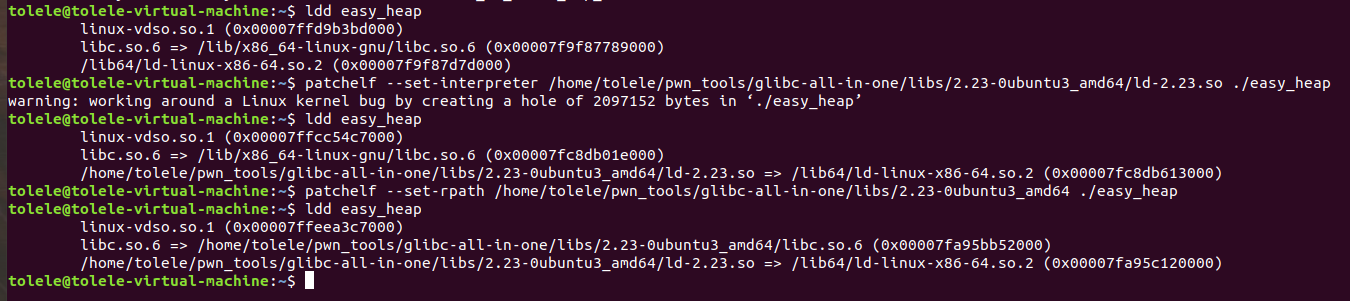 tolele@tolele-virtual-machine:~$ ldd easy_heap
linux-vdso.so.1 (0x00007ffd9b3bd000)
libc.so.6 => /lib/x86_64-linux-gnu/libc.so.6 (0x00007f9f87789000)
/lib64/ld-linux-x86-64.so.2 (0x00007f9f87d7d000)
tolele@tolele-virtual-machine:~$ patchelf --set-interpreter /home/tolele/pwn_tools/glibc-all-in-one/libs/2.23-0ubuntu3_amd64/ld-2.23.so ./easy_heap
warning: working around a Linux kernel bug by creating a hole of 2097152 bytes in ‘./easy_heap’
tolele@tolele-virtual-machine:~$ ldd easy_heap
linux-vdso.so.1 (0x00007ffcc54c7000)
libc.so.6 => /lib/x86_64-linux-gnu/libc.so.6 (0x00007fc8db01e000)
/home/tolele/pwn_tools/glibc-all-in-one/libs/2.23-0ubuntu3_amd64/ld-2.23.so => /lib64/ld-linux-x86-64.so.2 (0x00007fc8db613000)
tolele@tolele-virtual-machine:~$ patchelf --set-rpath /home/tolele/pwn_tools/glibc-all-in-one/libs/2.23-0ubuntu3_amd64 ./easy_heap
tolele@tolele-virtual-machine:~$ ldd easy_heap
linux-vdso.so.1 (0x00007ffeea3c7000)
libc.so.6 => /home/tolele/pwn_tools/glibc-all-in-one/libs/2.23-0ubuntu3_amd64/libc.so.6 (0x00007fa95bb52000)
/home/tolele/pwn_tools/glibc-all-in-one/libs/2.23-0ubuntu3_amd64/ld-2.23.so => /lib64/ld-linux-x86-64.so.2 (0x00007fa95c120000)
tolele@tolele-virtual-machine:~$